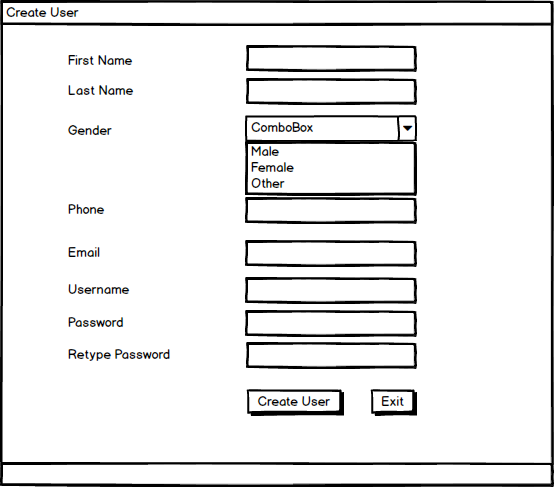 Create User
First Name
Last Name
Gender
ComboBox
Male
Female
Other
Phone
Email
Username
Password
Retype Password
Create User
Exit